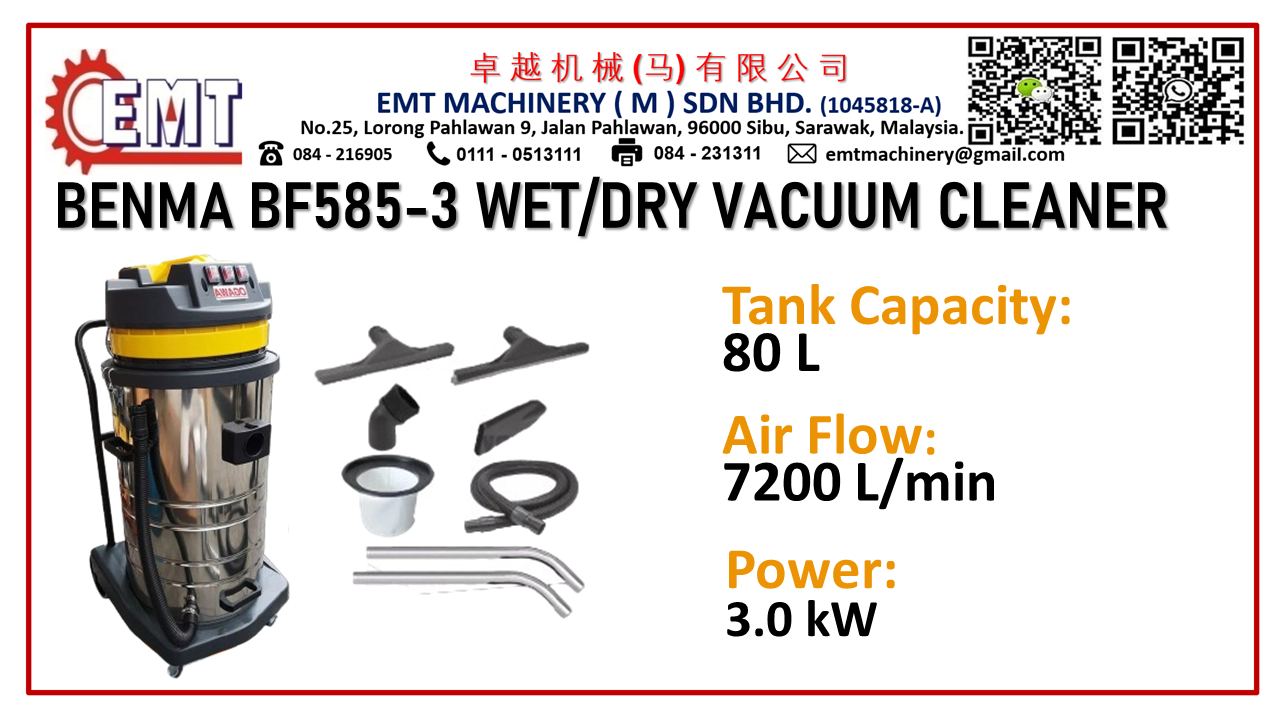 EMT
卓越机械(马)有限公司
EMT MACHINERY ( M ) SDN BHD. (1045818-A)
No.25, Lorong Pahlawan 9, Jalan Pahlawan, 96000 Sibu, Sarawak, Malaysia.
084 - 216905 0111 - 0513111 084 - 231311 emtmachinery@gmail.com
BENMA BF585-3 WET/DRY VACUUM CLEANER
AWADO
Tank Capacity:
80 L
Air Flow:
7200 L/min
Power:
3.0 kW